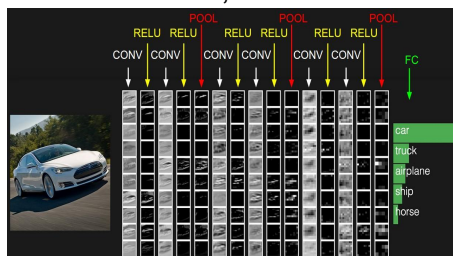 POOL POOL POOL
RELU RELU RELU RELU RELU RELU
CONV CONV CONV CONV CONV CONV
FC
car
truck
airplane
ship
horse